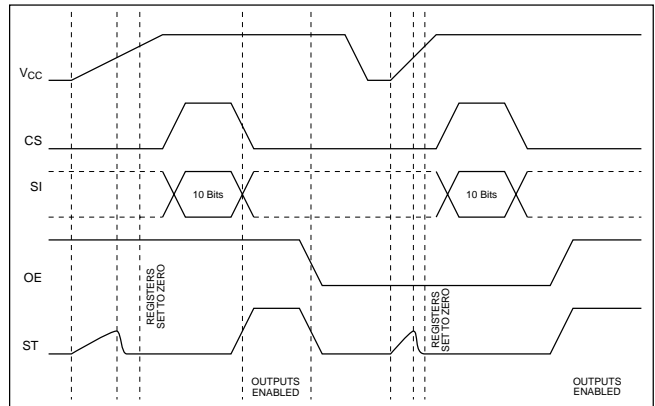 VCC
CS
SI
10 Bits
10 Bits
OE
REGISTERS
SET TO ZERO
REGISTERS
SET TO ZERO
ST
OUTPUTS
ENABLED
OUTPUTS
ENABLED